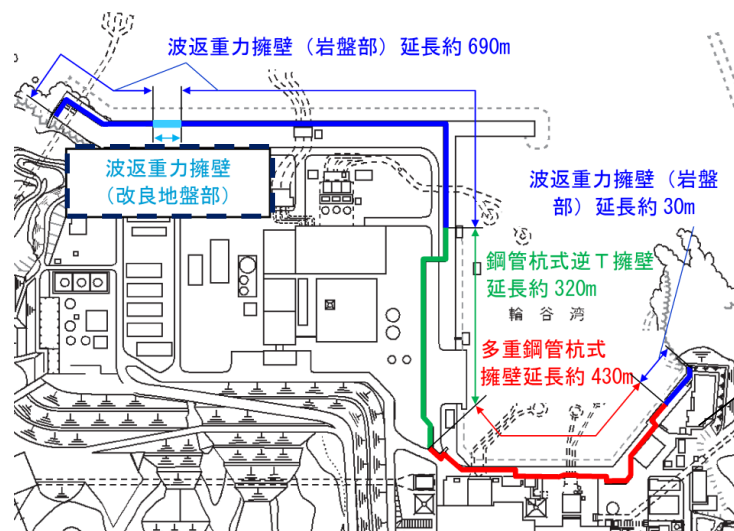 波返重力擁壁（岩盤部）延長約 690m
波返重力擁壁
（改良地盤部）
波返重力擁壁（岩盤
部）延長約 30m
鋼管杭式逆Ｔ擁壁
延長約 320m
輪谷湾
多重鋼管杭式
擁壁延長約 430m